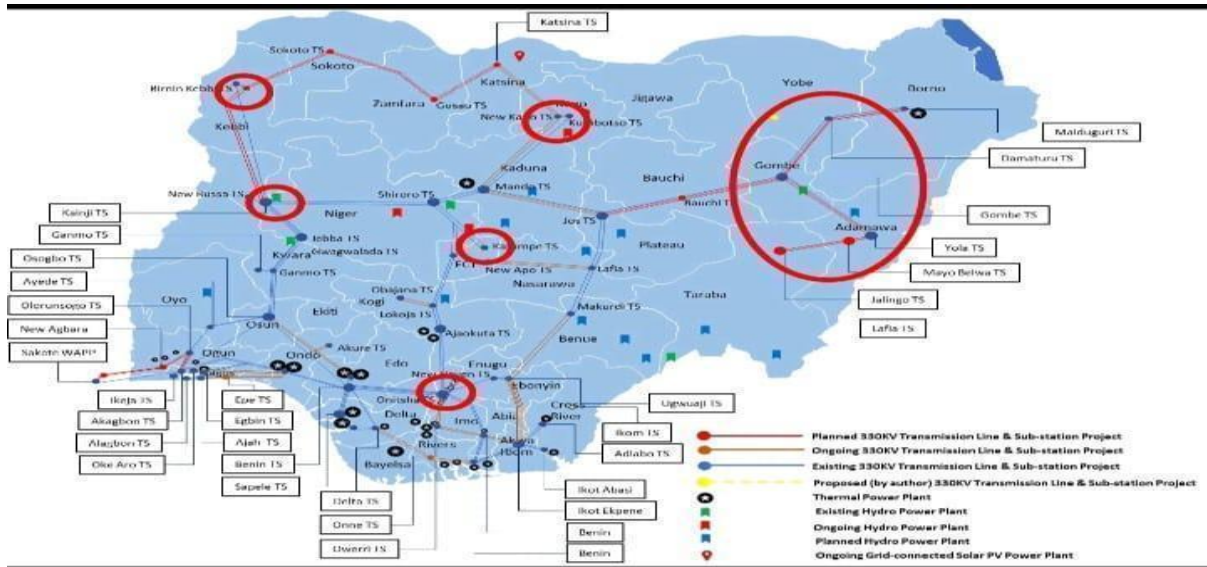 Katsina TS
Sokoto TS
Sokoto
Katsina
Yobe
Borno
Birnin Kebbi TS
Zamfara
Gusau TS
Jigawa
Kano
New Kano TS
Kumbotso TS
Kebbi
Maiduguri TS
Damaturu TS
Kaduna
Mando TS
Gombe
Bauchi
New Bussa TS
Shiroro TS
Bauchi TS
Kainji TS
Niger
Jos TS
Gombe TS
Ganmo TS
Jebba TS
Gwagwalada TS
Katampe TS
Plateau
Adamawa
Yola TS
Osogbo TS
Kwara
Ganmo TS
FCT
New Apo TS
Lafia TS
Mayo Belwa TS
Ayede TS
Nasarawa
Obajana TS
Taraba
Jalingo TS
Olorunsogo TS
Oyo
Ekiti
Kogi
Lokoja TS
Makurdi TS
Lafia TS
New Agbara
Osun
Ajaokuta TS
Benue
Sakete WAPP
Ogun
Ondo
Akure TS
Edo
New Haven TS
Enugu
Lagos
Ebonyin
Ikeja TS
Epe TS
Onitsha TS
Ugwuaji TS
Akagbon TS
Egbin TS
Delta
Imo
Abia
Cross
River
Ikom TS
Alagbon TS
Ajah TS
Rivers
Akwa
Ibom
Adiabo TS
Oke Aro TS
Benin TS
Bayelsa
Sapele TS
Delta TS
Ikot Abasi
Onne TS
Ikot Ekpene
Owerri TS
Benin
Benin
Planned 330KV Transmission Line & Sub-station Project
Ongoing 330KV Transmission Line & Sub-station Project
Existing 330KV Transmission Line & Sub-station Project
Proposed (by author) 330KV Transmission Line & Sub-station Project
Thermal Power Plant
Existing Hydro Power Plant
Ongoing Hydro Power Plant
Planned Hydro Power Plant
Ongoing Grid-connected Solar PV Power Plant